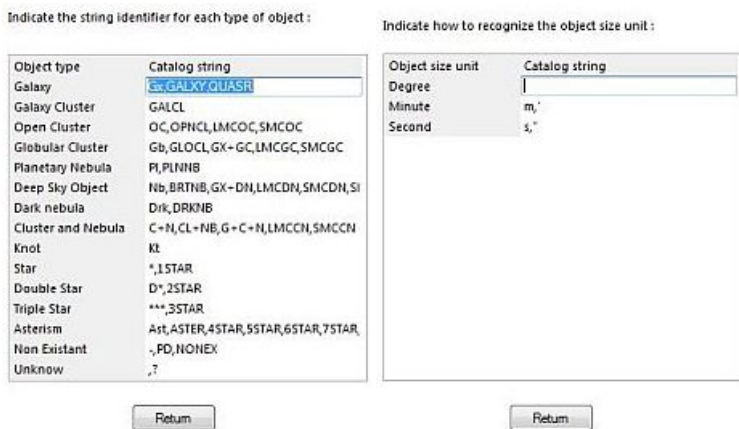 Indicate the string identifier for each type of object :
Object type Catalog string
Galaxy Gx,GALXY,QUASR
Galaxy Cluster GALCL
Open Cluster OC,OPNCL,LMCOC,SMCOC
Globular Cluster Gb,GLOCL,GX+GC,LMCGC,SMCGC
Planetary Nebula Pl,PLNNB
Deep Sky Object Nb,BRTNB,GX+DN,LMCDN,SMCDN,SI
Dark nebula Drk,DRKNB
Cluster and Nebula C+N,CL+NB,G+C+N,LMCCN,SMCCN
Knot Kt
Star *,1STAR
Double Star D*,2STAR
Triple Star ***,3STAR
Asterism Ast,ASTER,4STAR,5STAR,6STAR,7STAR,
Non Existant -,PD,NONEX
Unknow ,?
Return
Indicate how to recognize the object size unit :
Object size unit Catalog string
Degree
Minute m,'
Second s,"
Return